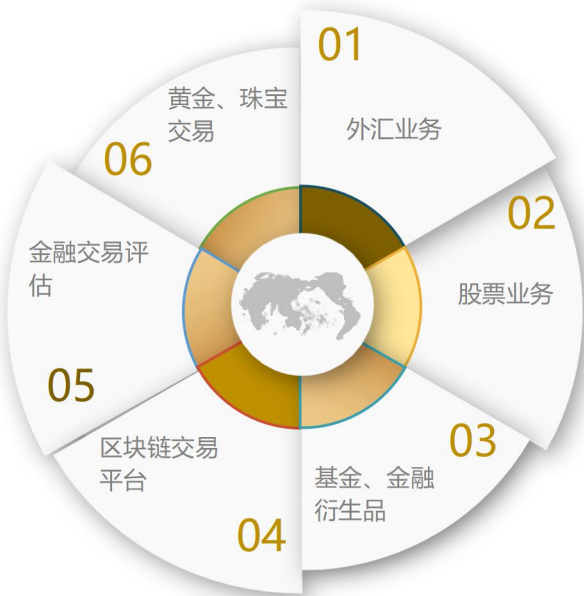 01
外汇业务
02
股票业务
03
基金、金融
衍生品
04
区块链交易
平台
05
金融交易评
估
06
黄金、珠宝
交易